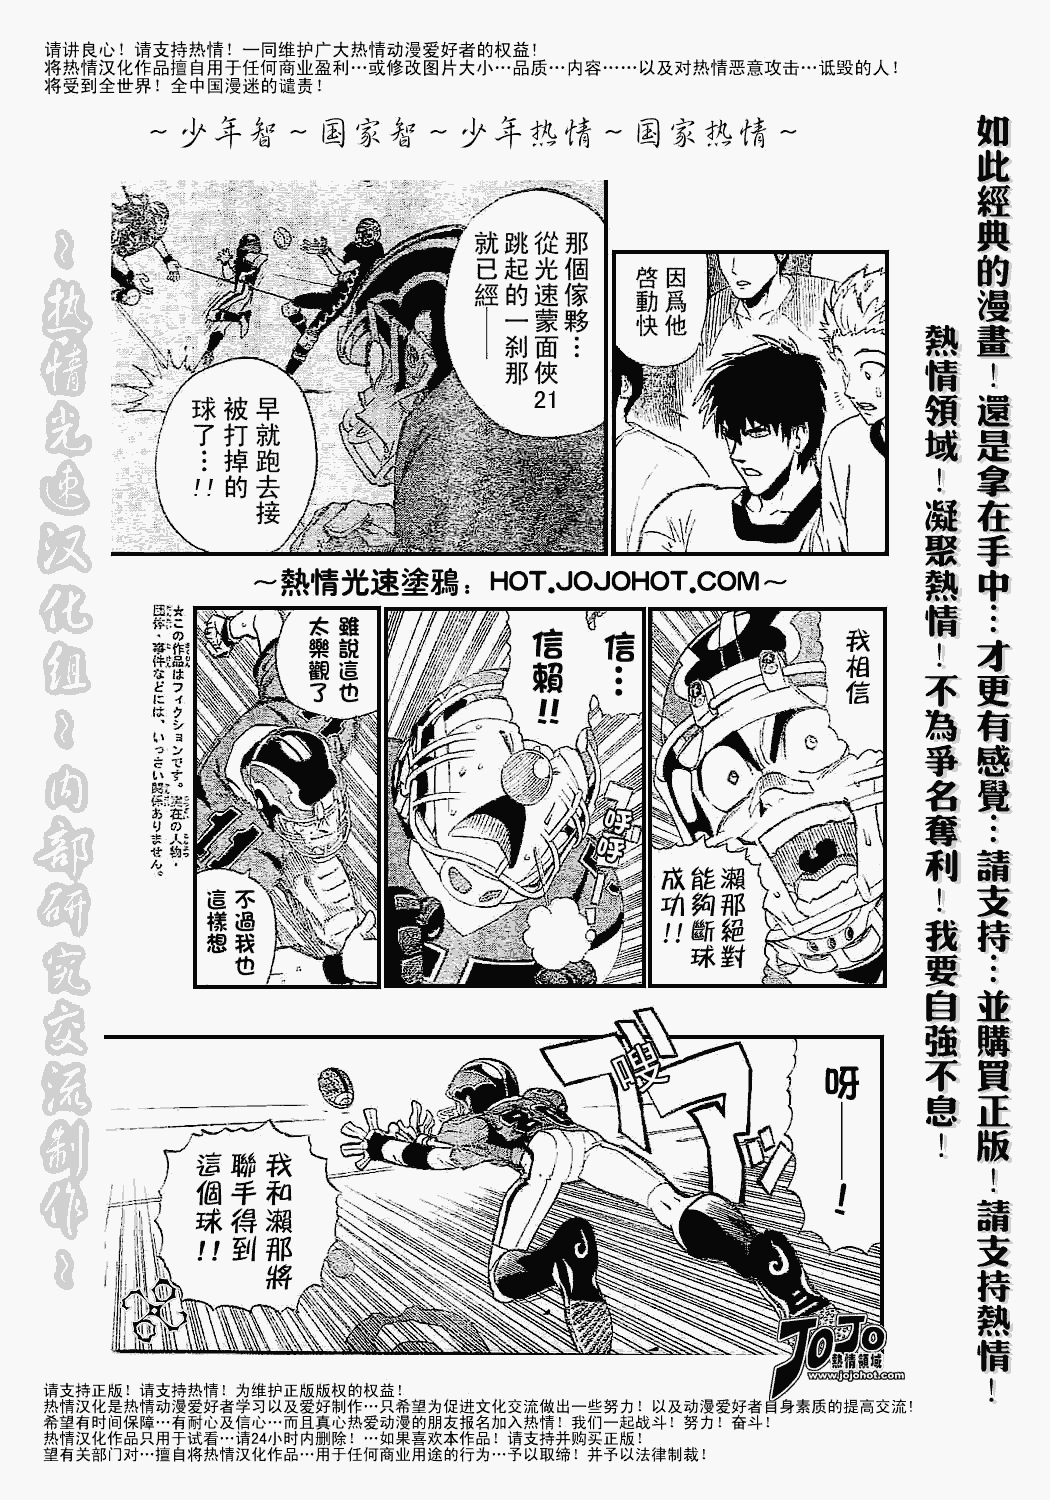 请讲良心！请支持热情！一同维护广大热情动漫爱好者的权益！
将热情汉化作品擅自用于任何商业盈利…或修改图片大小…品质…内容……以及对热情恶意攻击…诋毁的人！
将受到全世界！全中国漫迷的谴责！
～少年智～国家智～少年热情～国家热情～
如此經典的漫畫！還是拿在手中…才更有感覺…請支持…並購買正版！請支持熱情！
熱情領域！凝聚熱情！不為爭名奪利！我要自強不息！
～热情光速汉化组～内部研究交流制作～
因爲他
啓動快
那個傢夥…
從光速蒙面俠21
跳起的一刹那
就已經——
早就跑去接
被打掉的
球了…!!
～熱情光速塗鴉：HOT.JOJOHOT.COM～
我相信
瀨那絕對
能夠斷球
成功!!
信…
信賴!!
呼呼
雖說這也
太樂觀了
不過我也
這樣想
★この作品はフィクションです。実在の人物・
団体・事件などには、いっさい関係ありません。
呀——！
嗖
我和瀨那將
聯手得到
這個球!!
JOJO
熱情領域
www.jojohot.com
请支持正版！请支持热情！为维护正版版权的权益！
热情汉化是热情动漫爱好者学习以及爱好制作…只希望为促进文化交流做出一些努力！以及动漫爱好者自身素质的提高交流！
希望有时间保障…有耐心及信心…而且真心热爱动漫的朋友报名加入热情！我们一起战斗！努力！奋斗！
热情汉化作品只用于试看…请24小时内删除！…如果喜欢本作品！请支持并购买正版！
望有关部门对…擅自将热情汉化作品…用于任何商业用途的行为…予以取缔！并予以法律制裁！